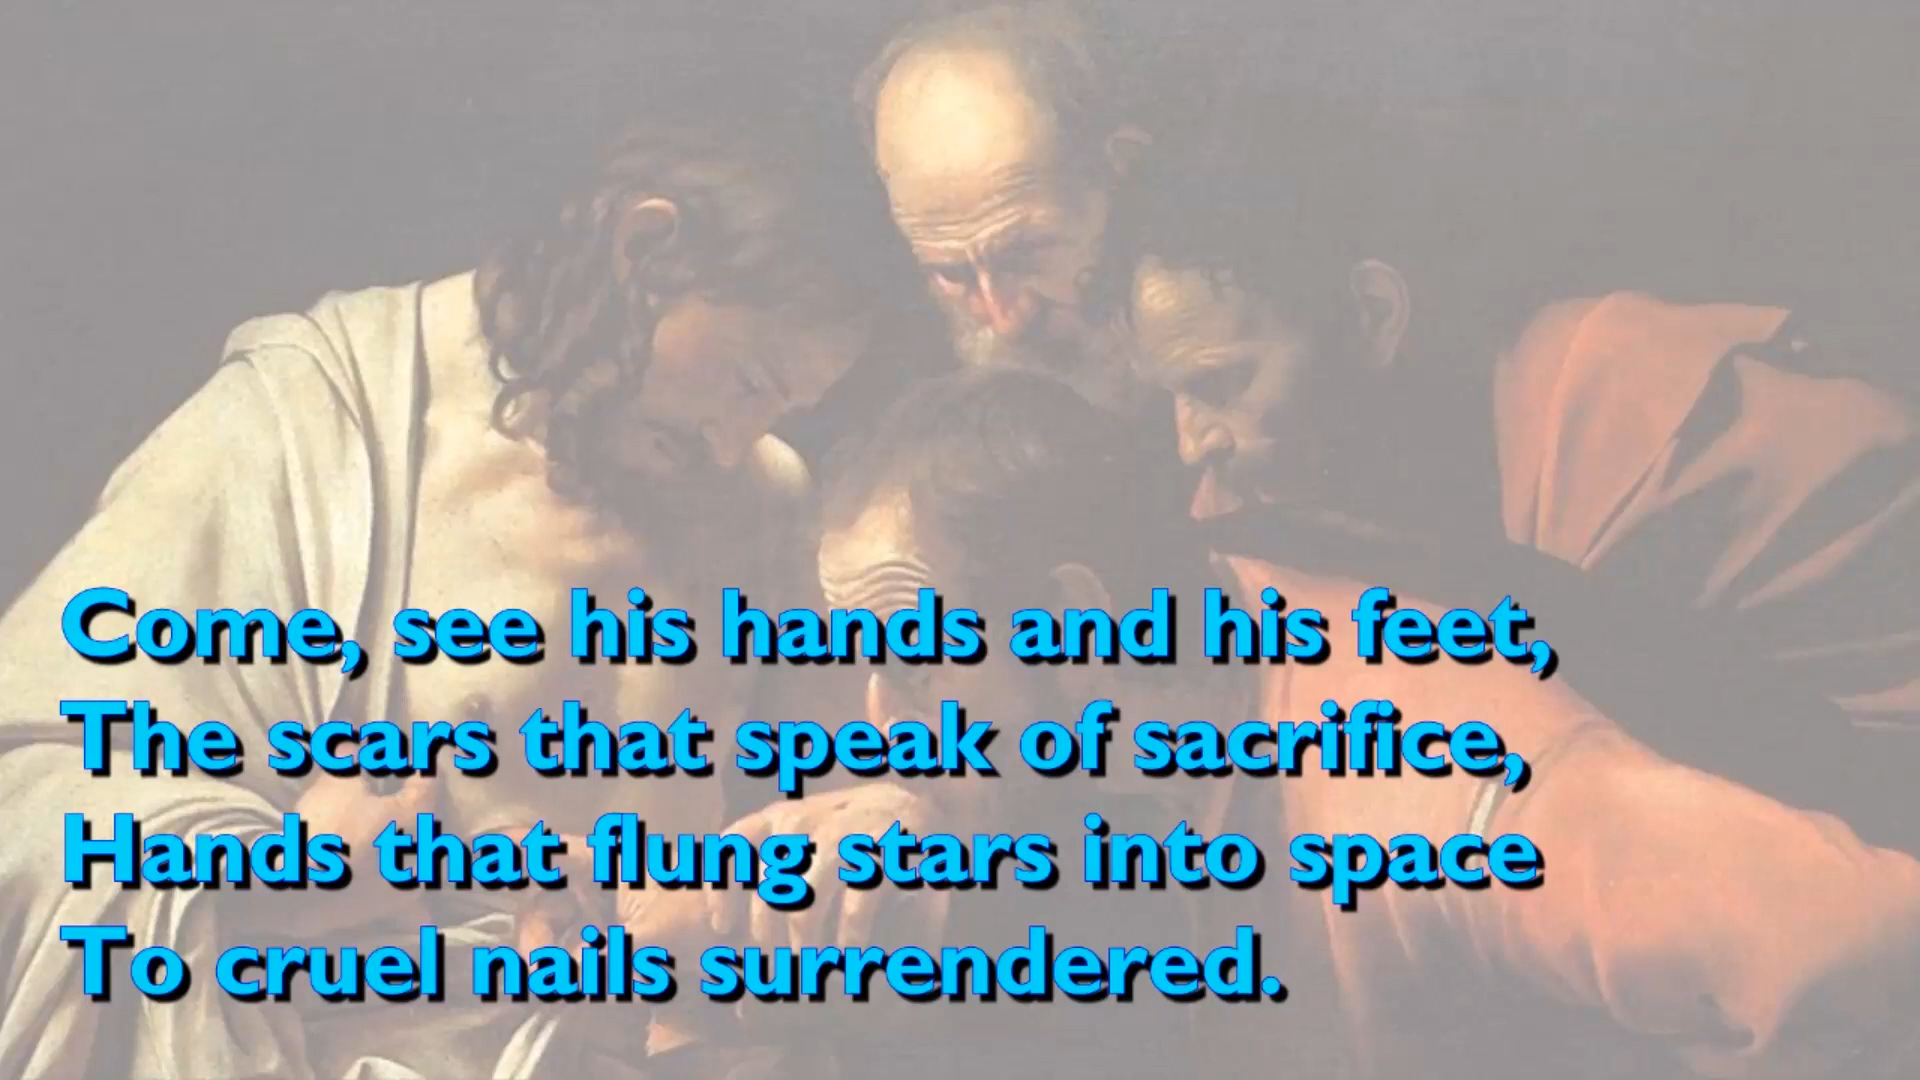 Come, see his hands and his feet,
The scars that speak of sacrifice,
Hands that flung stars into space
To cruel nails surrendered.